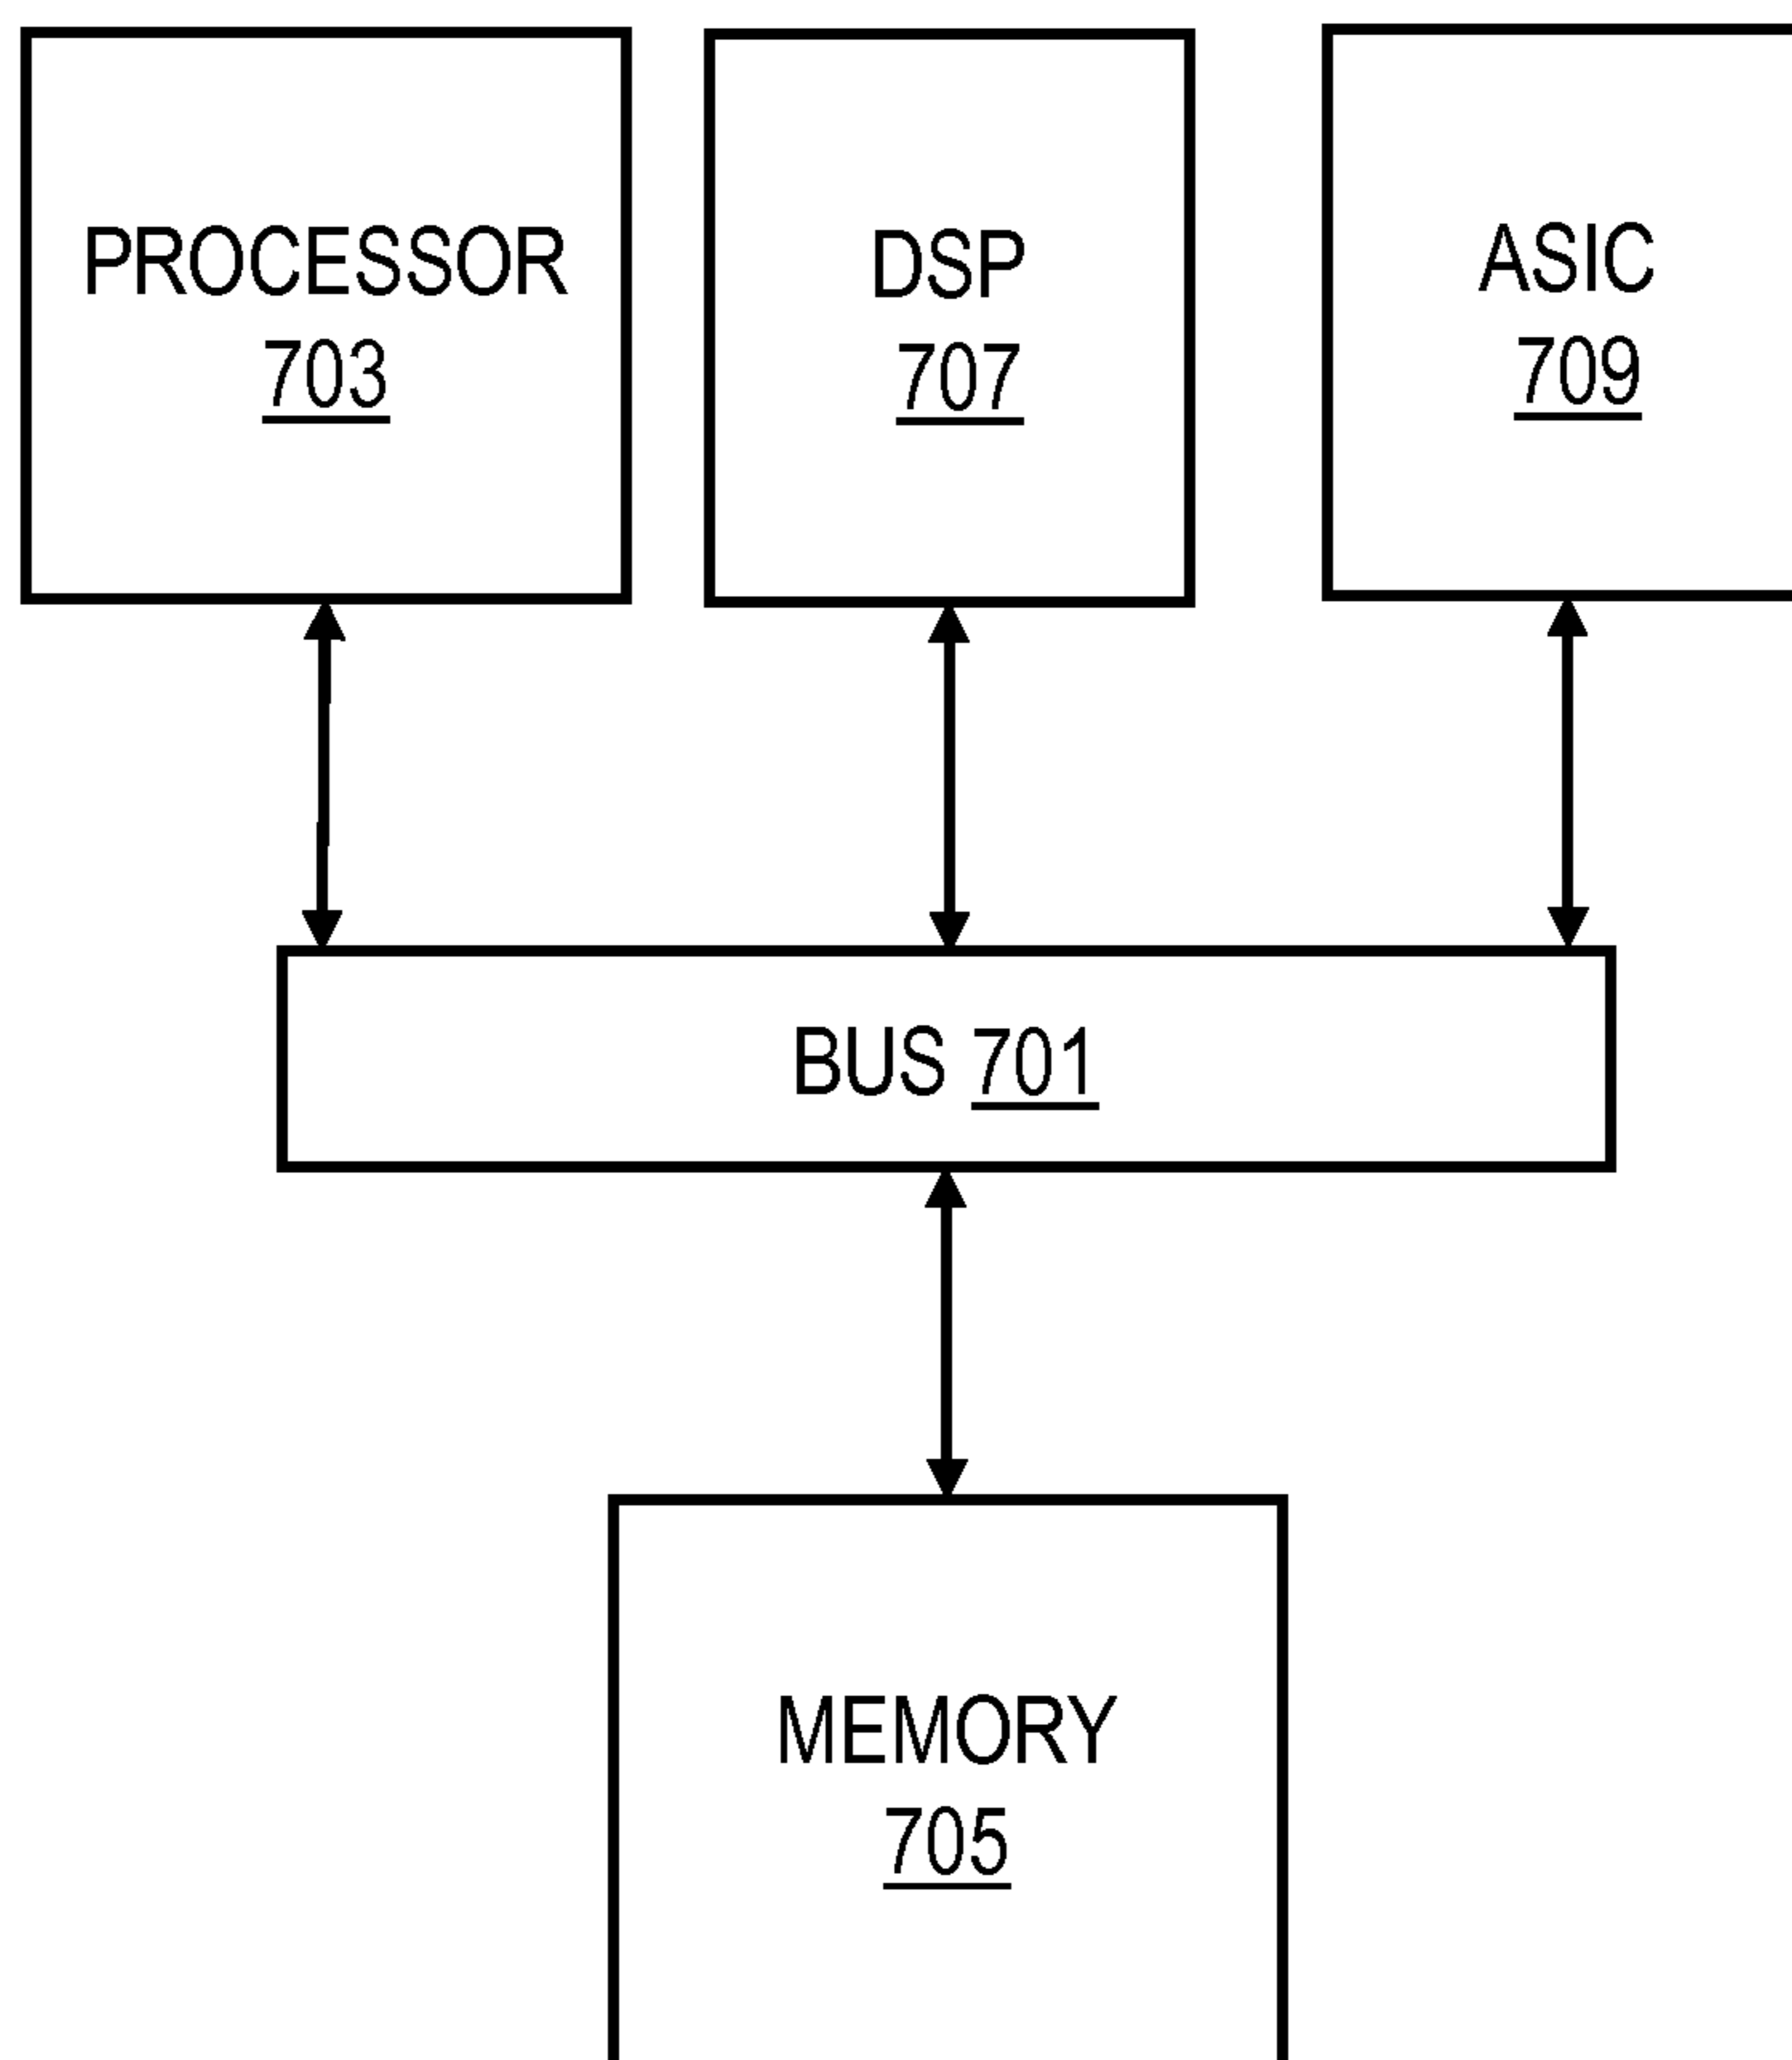 PROCESSOR
703
DSP
707
ASIC
709
BUS 701
MEMORY
705